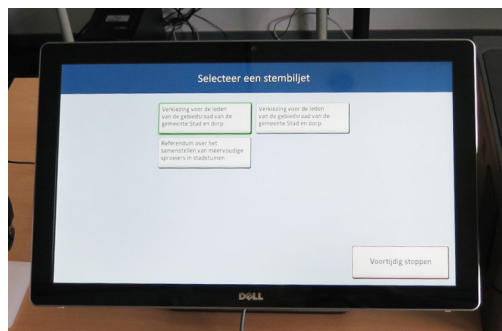 Selecteer een stembiljet
Verkiezing voor de leden
van de gebiedsraad van de
gemeente Stad en dorp
Verkiezing voor de leden
van de gebiedsraad van de
gemeente Stad en dorp
Referendum over het
samenstellen van meervoudige
sproeiers in stadstuinen
Voortijdig stoppen
DELL